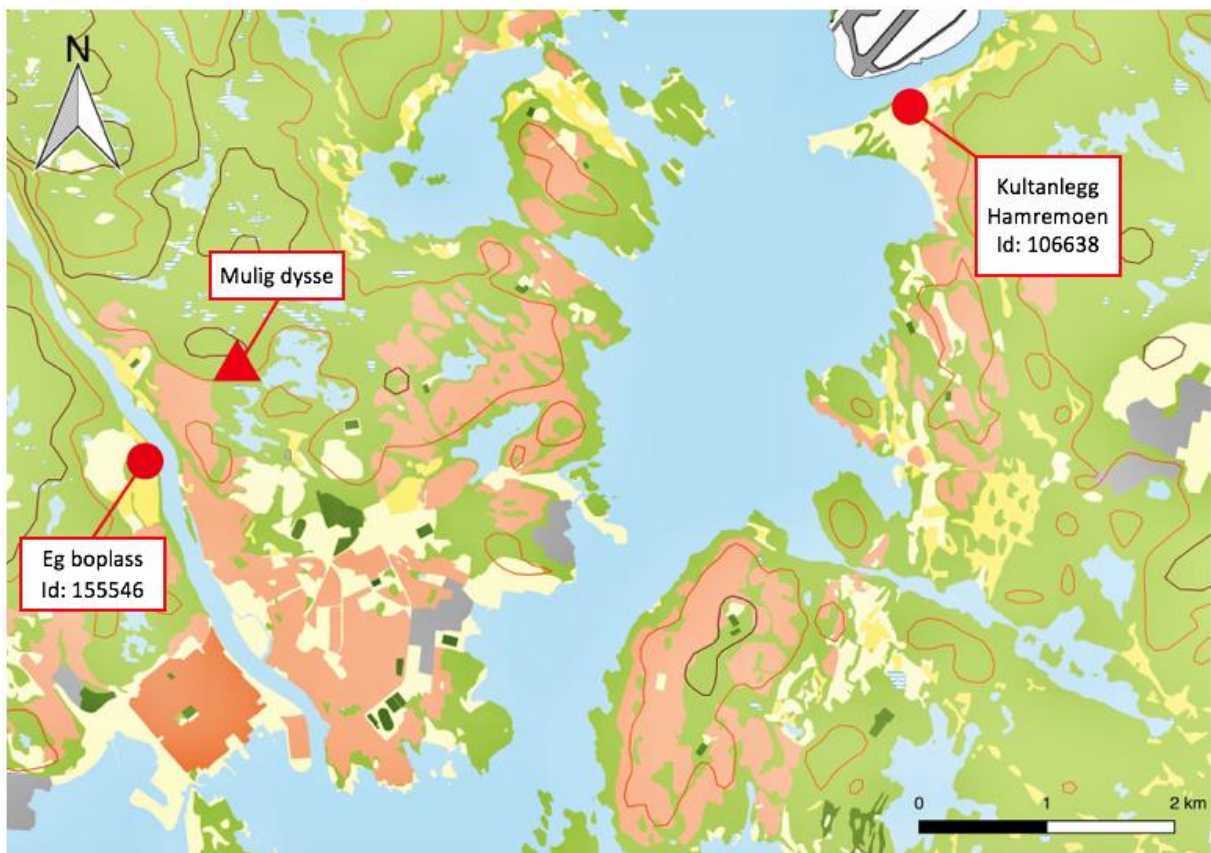 N
Kultanlegg
Hamremoen
Id: 106638
Mulig dysse
Eg boplass
Id: 155546
0 1 2 km